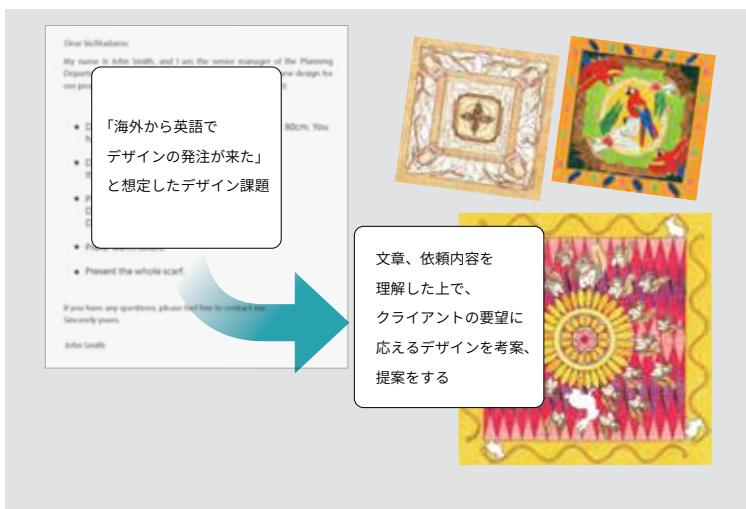 Dear Sir/Madame,
My name is John Smith, and I am the senior manager of the Planning
design for
80cm. You
「海外から英語で
デザインの発注が来た」
と想定したデザイン課題
Present the whole scarf.
If you have any questions, please feel free to contact me.
Sincerely yours,
John Smith
文章、依頼内容を
理解した上で、
クライアントの要望に
応えるデザインを考案、
提案をする